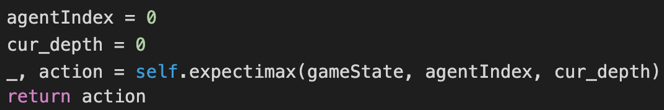 agentIndex = 0
cur_depth = 0
_, action = self.expectimax(gameState, agentIndex, cur_depth)
return action